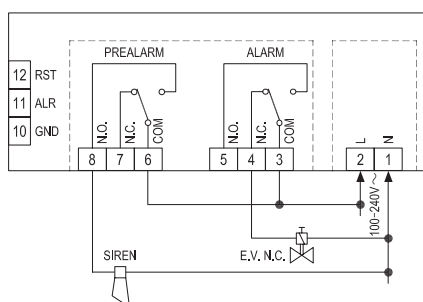 PREALARM
ALARM
12 RST
11 ALR
10 GND
N.O.
N.C.
COM
N.O.
N.C.
COM
L
N
8
7
6
5
4
3
2
1
100-240V ~
SIREN
E.V. N.C.